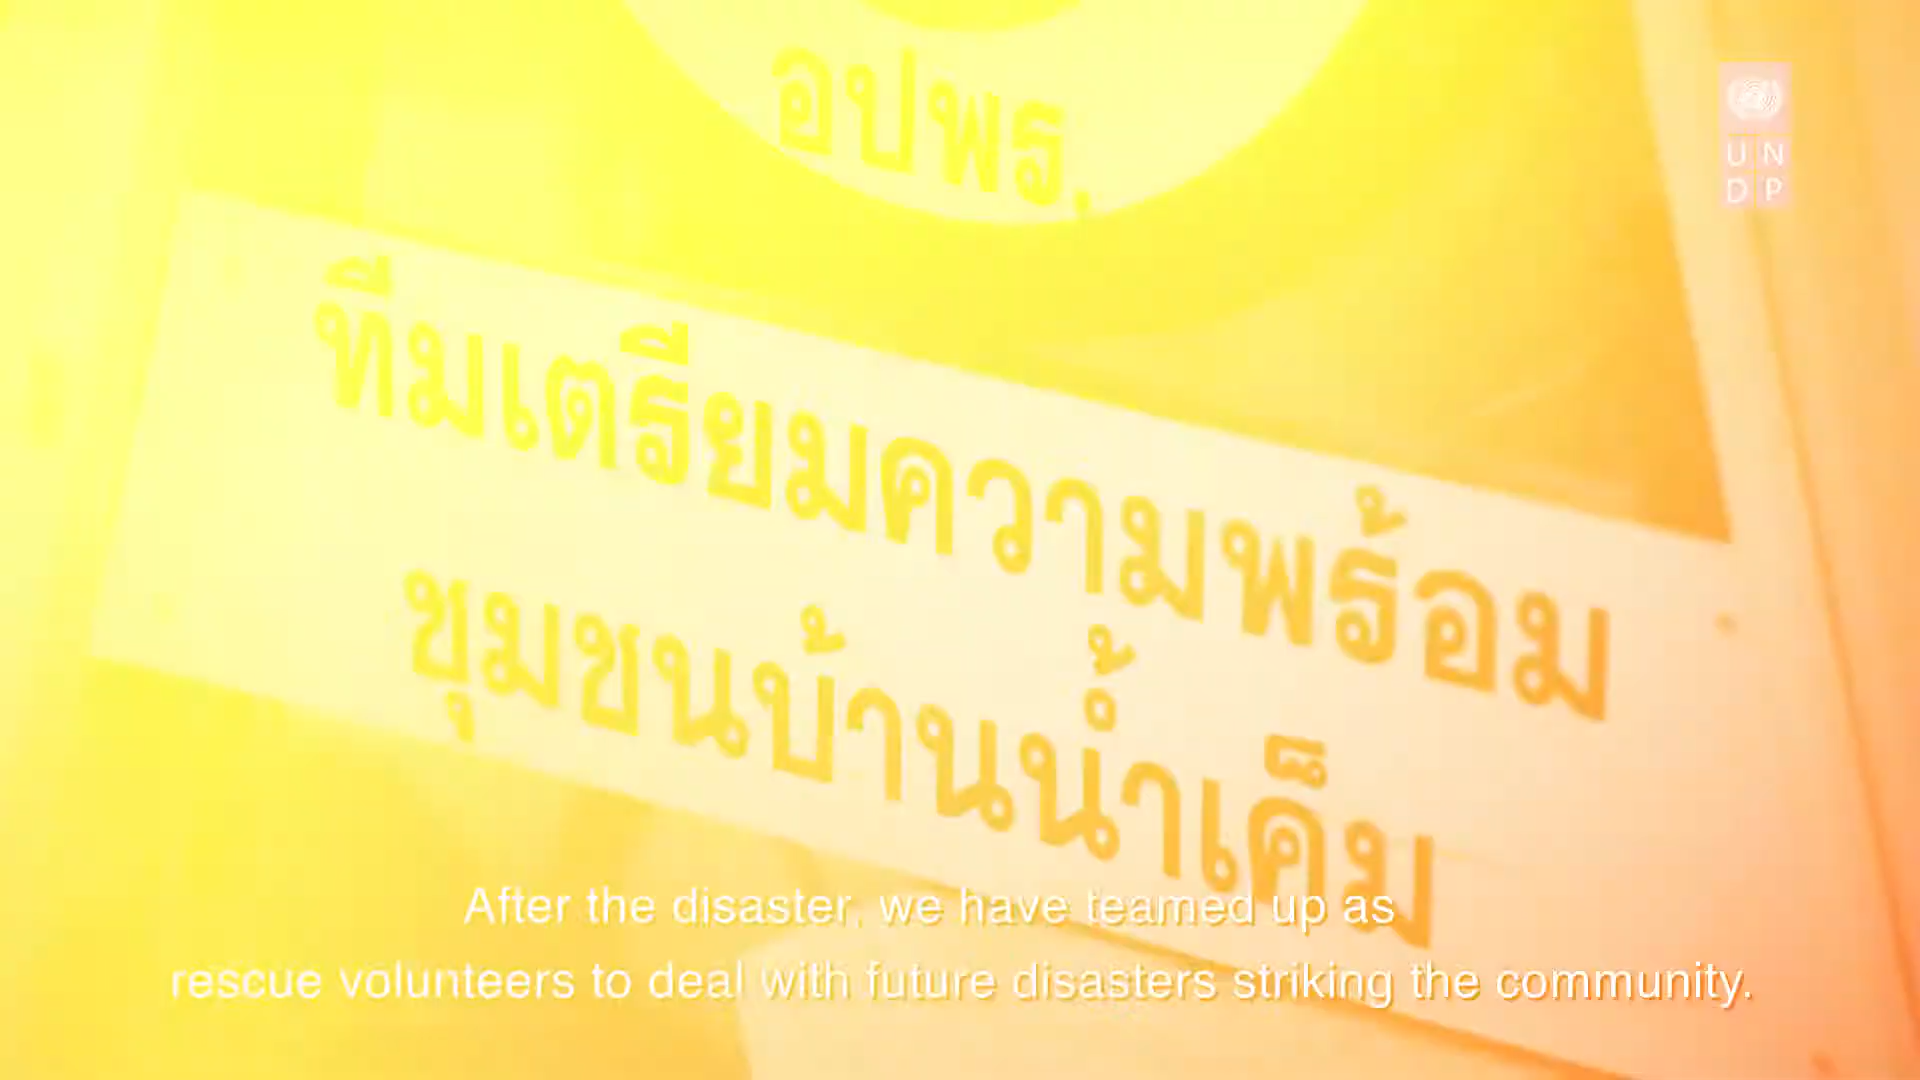 อปพร.
U N
D P
ทีมเตรียมความพร้อม
ชุมชนบ้านน้ำเค็ม
After the disaster, we have teamed up as
rescue volunteers to deal with future disasters striking the community.